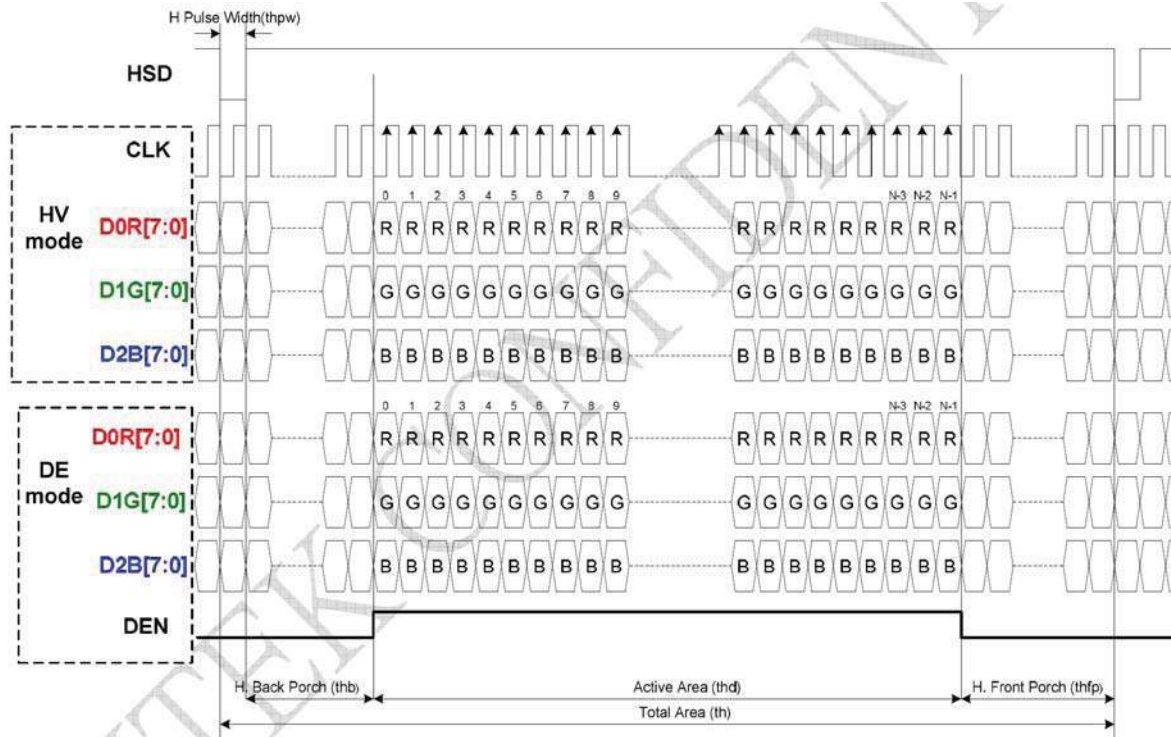 H Pulse Width(thpw)
HSD
CLK
HV
mode
0 1 2 3 4 5 6 7 8 9 N-3 N-2 N-1
D0R[7:0] R R R R R R R R R R R R R R R R R R R
D1G[7:0] G G G G G G G G G G G G G G G G G G G
D2B[7:0] B B B B B B B B B B B B B B B B B B B
DE
mode
0 1 2 3 4 5 6 7 8 9 N-3 N-2 N-1
D0R[7:0] R R R R R R R R R R R R R R R R R R R
D1G[7:0] G G G G G G G G G G G G G G G G G G G
D2B[7:0] B B B B B B B B B B B B B B B B B B B
DEN
H. Back Porch (thb) Active Area (thd) H. Front Porch (thfp)
Total Area (th)